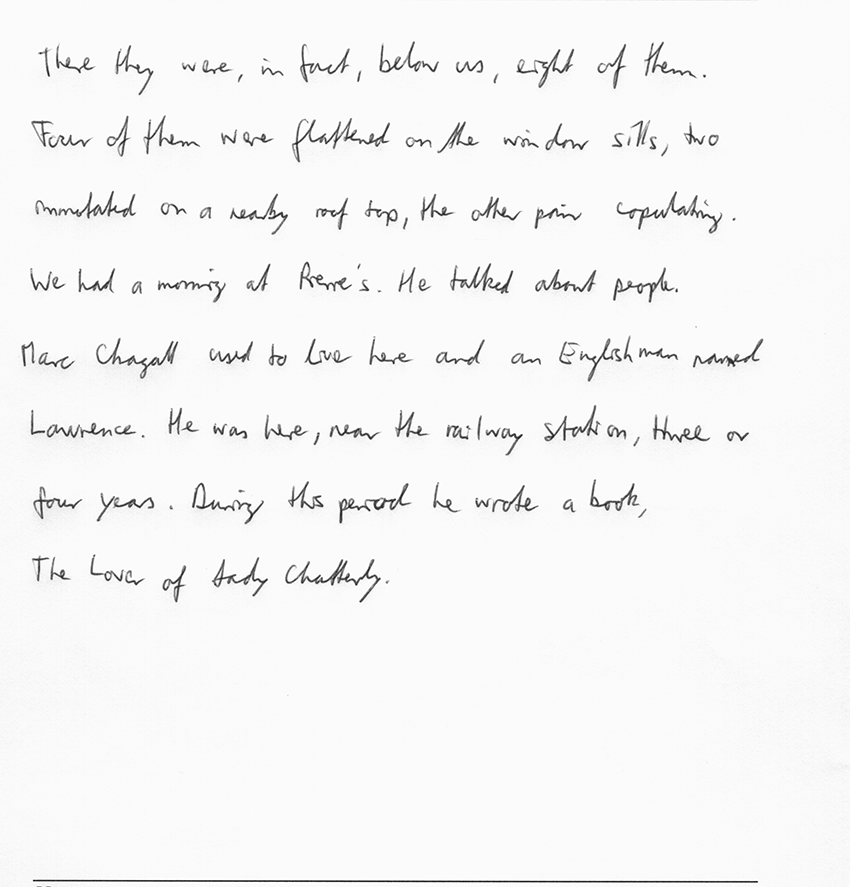 There they were, in fact, below us, eight of them.
Four of them were flattened on the window sills, two
on a nearby roof top, the other pair copulating.
We had a morning at Pierre's. He talked about people.
Marc Chagall used to live here and an Englishman named
Lawrence. He was here, near the railway station, three or
four years. During this period he wrote a book,
The Lover of Lady Chatterly.